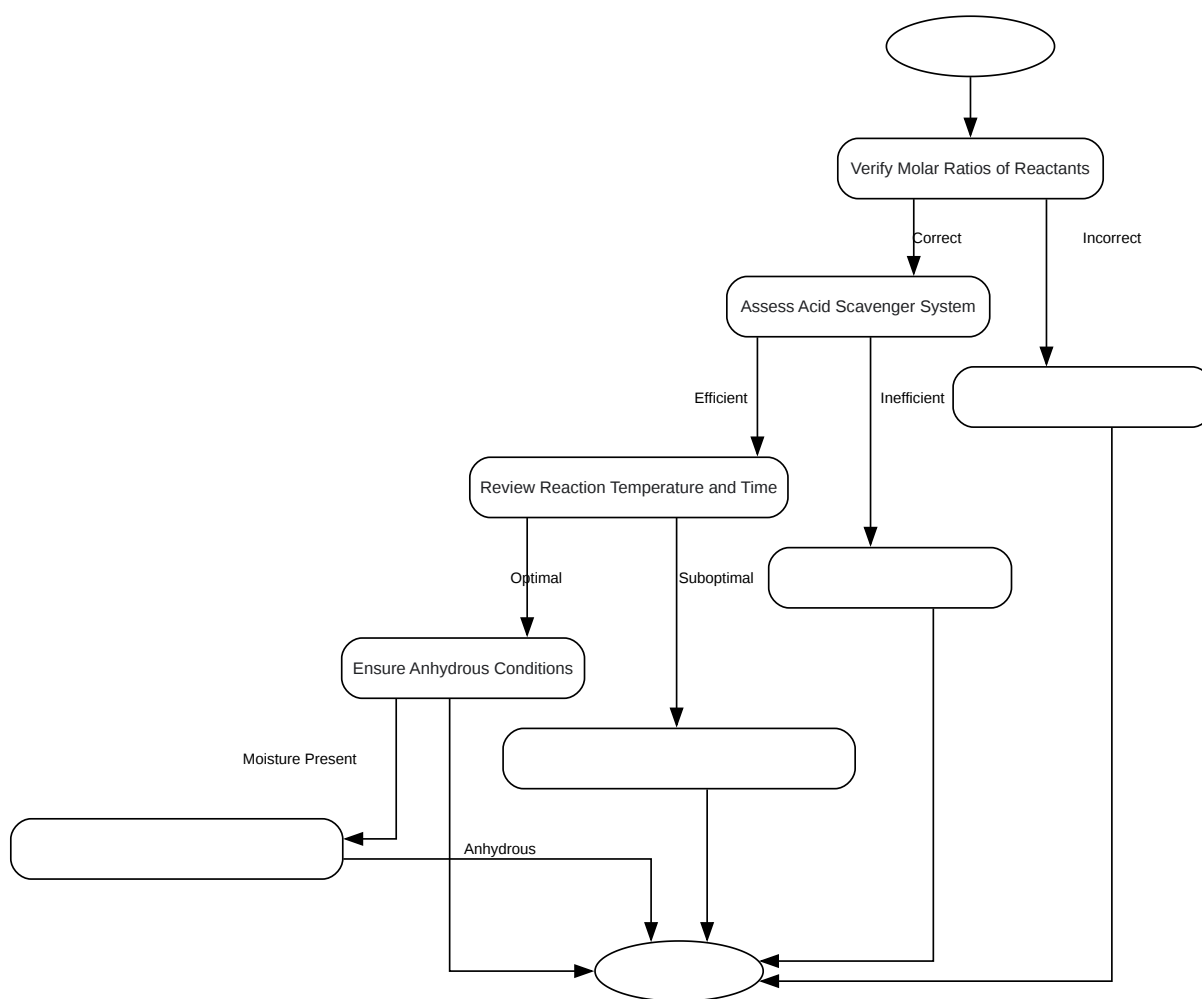 Verify Molar Ratios of Reactants
Correct
Incorrect
Assess Acid Scavenger System
Efficient
Inefficient
Review Reaction Temperature and Time
Optimal
Suboptimal
Ensure Anhydrous Conditions
Moisture Present
Anhydrous